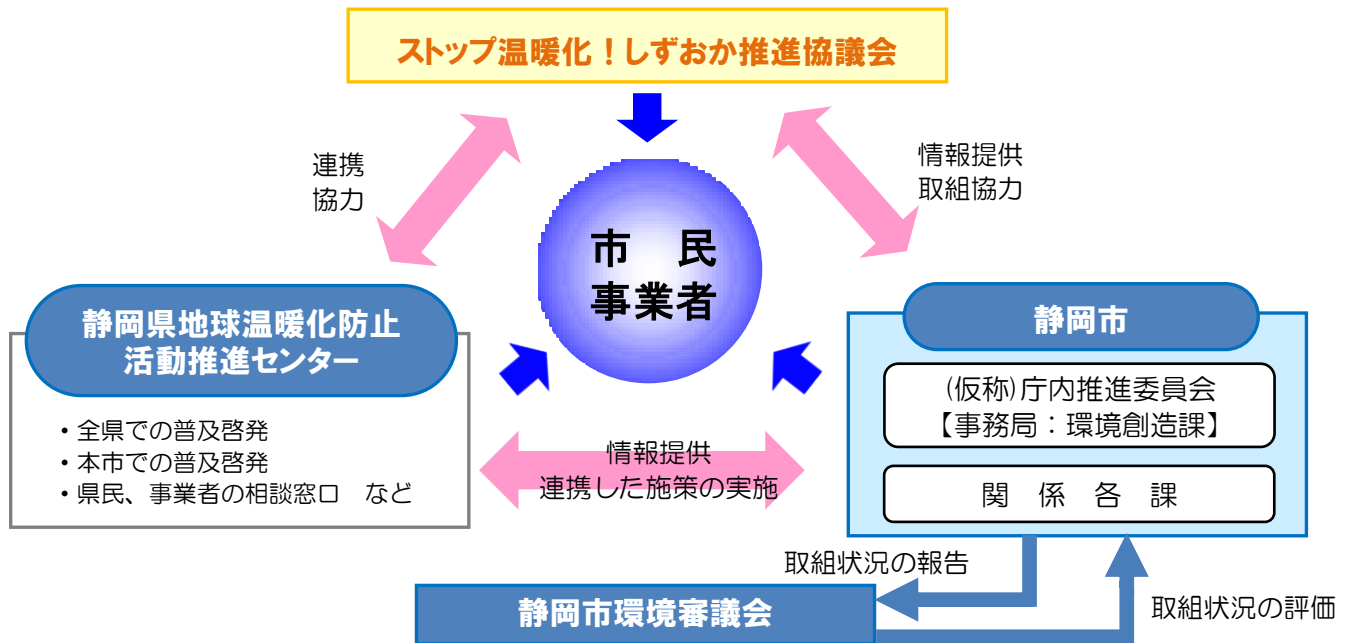 ストップ温暖化！しずおか推進協議会
連携
協力
情報提供
取組協力
市　民
事業者
静岡県地球温暖化防止
活動推進センター
・全県での普及啓発
・本市での普及啓発
・県民、事業者の相談窓口　など
静岡市
(仮称)庁内推進委員会
【事務局：環境創造課】
関　係　各　課
情報提供
連携した施策の実施
取組状況の報告
静岡市環境審議会
取組状況の評価